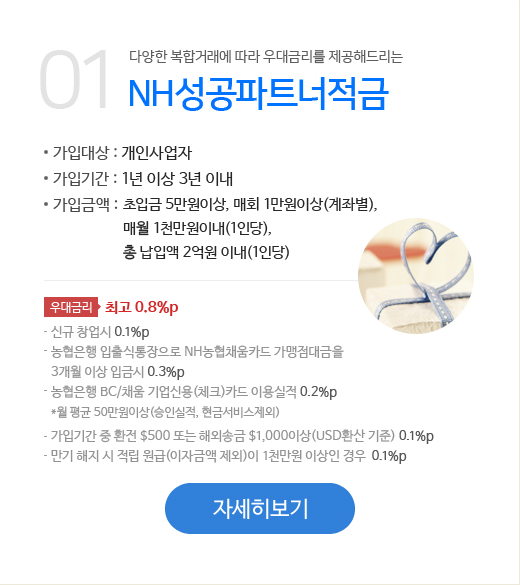 01
다양한 복합거래에 따라 우대금리를 제공해드리는
NH성공파트너적금
• 가입대상 : 개인사업자
• 가입기간 : 1년 이상 3년 이내
• 가입금액 : 초입금 5만원이상, 매회 1만원이상(계좌별),
매월 1천만원이내(1인당),
총 납입액 2억원 이내(1인당)
우대금리 최고 0.8%p
- 신규 창업시 0.1%p
- 농협은행 입출식통장으로 NH농협채움카드 가맹점대금을
3개월 이상 입금시 0.3%p
- 농협은행 BC/채움 기업신용(체크)카드 이용실적 0.2%p
*월 평균 50만원이상(승인실적, 현금서비스제외)
- 가입기간 중 환전 $500 또는 해외송금 $1,000이상(USD환산 기준) 0.1%p
- 만기 해지 시 적립 원금(이자금액 제외)이 1천만원 이상인 경우 0.1%p
자세히보기